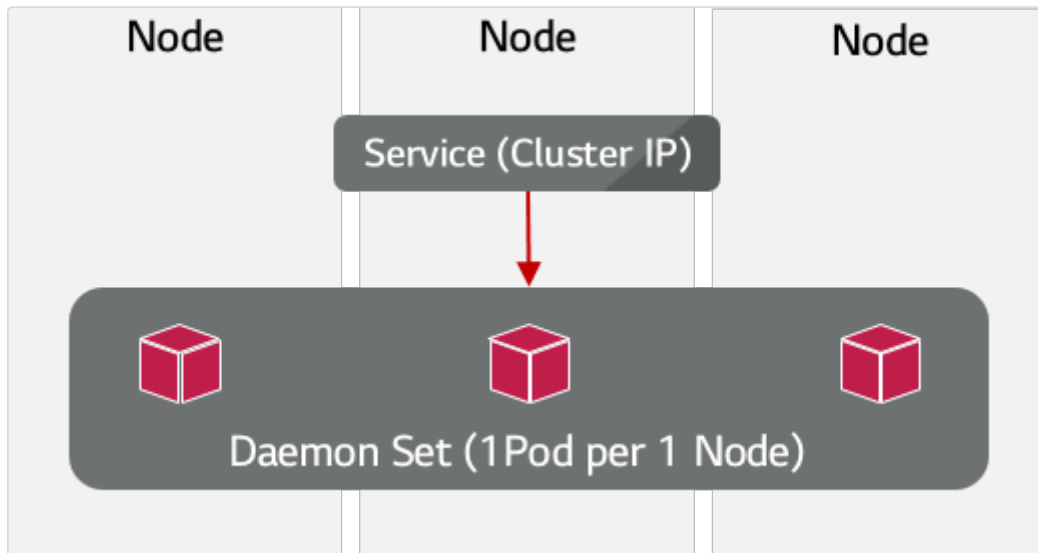 Node
Node
Node
Service (Cluster IP)
Daemon Set (1Pod per 1 Node)